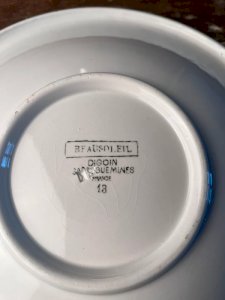 BEAUSOLEIL
DIGOIN
SARREGUEMINES
FRANCE
13